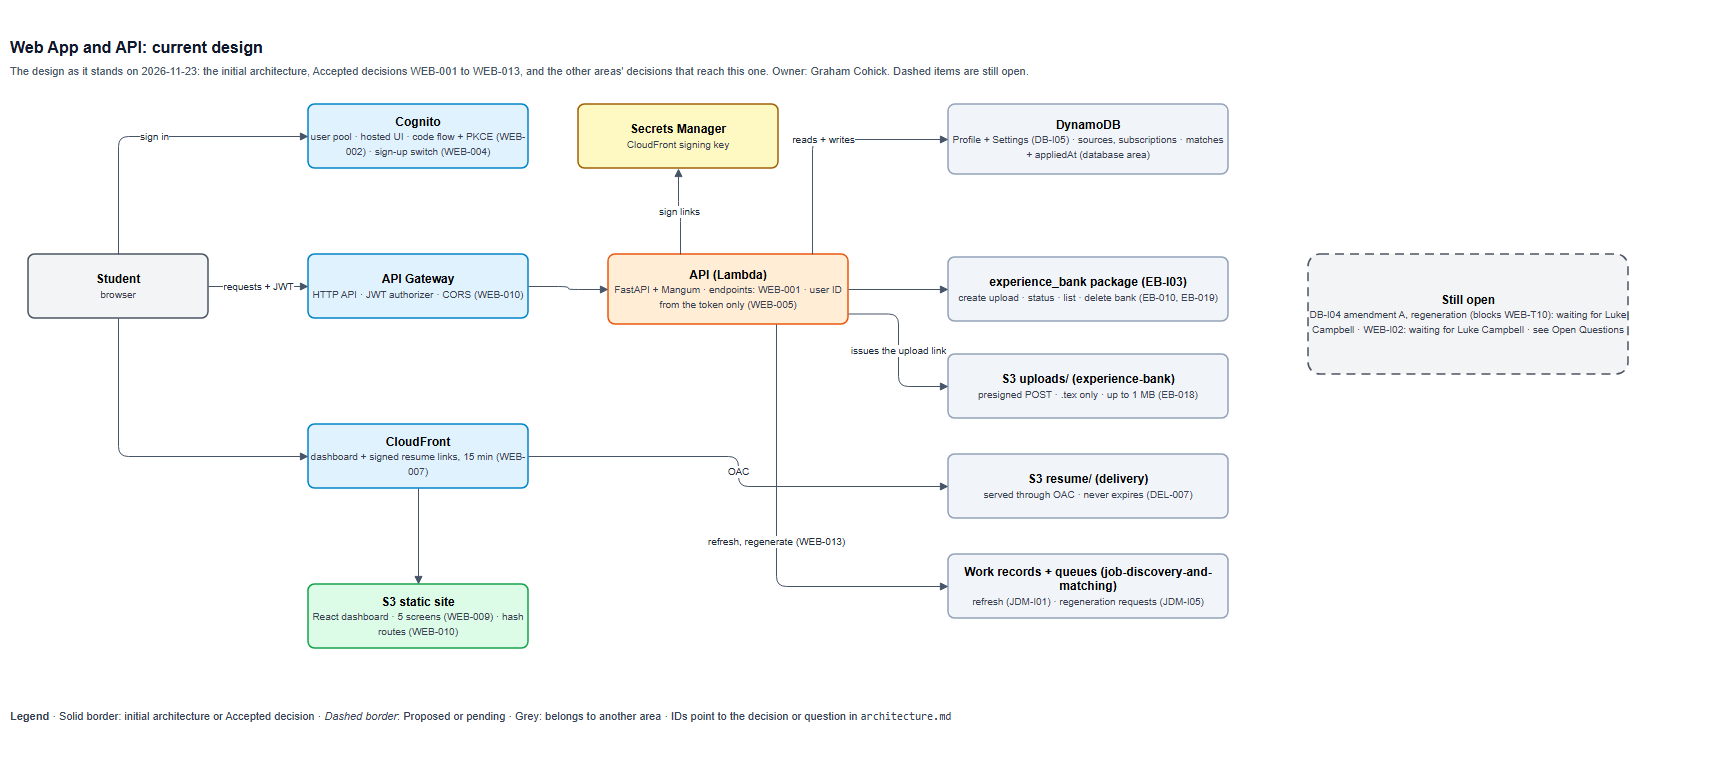 Web App and API: current design
The design as it stands on 2026-11-23: the initial architecture, Accepted decisions WEB-001 to WEB-013, and the other areas' decisions that reach this one. Owner: Graham Cohick. Dashed items are still open.
Cognito
user pool · hosted UI · code flow + PKCE (WEB-
002) · sign-up switch (WEB-004)
Secrets Manager
CloudFront signing key
DynamoDB
Profile + Settings (DB-I05) · sources, subscriptions · matches
+ appliedAt (database area)
sign in
reads + writes
sign links
Student
browser
requests + JWT
API Gateway
HTTP API · JWT authorizer · CORS (WEB-010)
API (Lambda)
FastAPI + Mangum · endpoints: WEB-001 · user ID
from the token only (WEB-005)
experience_bank package (EB-I03)
create upload · status · list · delete bank (EB-010, EB-019)
Still open
DB-I04 amendment A, regeneration (blocks WEB-T10): waiting for Luke
Campbell · WEB-I02: waiting for Luke Campbell · see Open Questions
issues the upload link
S3 uploads/ (experience-bank)
presigned POST · .tex only · up to 1 MB (EB-018)
CloudFront
dashboard + signed resume links, 15 min (WEB-
007)
OAC
S3 resume/ (delivery)
served through OAC · never expires (DEL-007)
refresh, regenerate (WEB-013)
Work records + queues (job-discovery-and-
matching)
refresh (JDM-I01) · regeneration requests (JDM-I05)
S3 static site
React dashboard · 5 screens (WEB-009) · hash
routes (WEB-010)
Legend · Solid border: initial architecture or Accepted decision · Dashed border: Proposed or pending · Grey: belongs to another area · IDs point to the decision or question in architecture.md